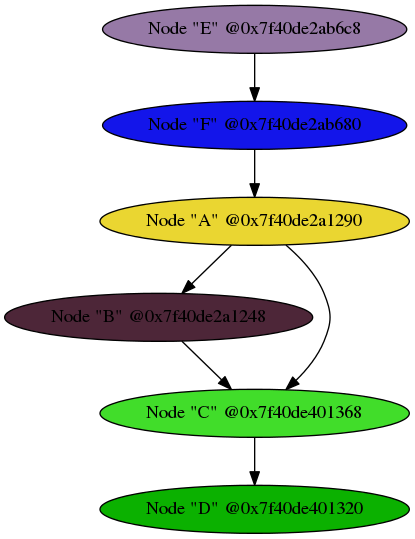 Node "E" @0x7f40de2ab6c8
Node "F" @0x7f40de2ab680
Node "A" @0x7f40de2a1290
Node "B" @0x7f40de2a1248
Node "C" @0x7f40de401368
Node "D" @0x7f40de401320